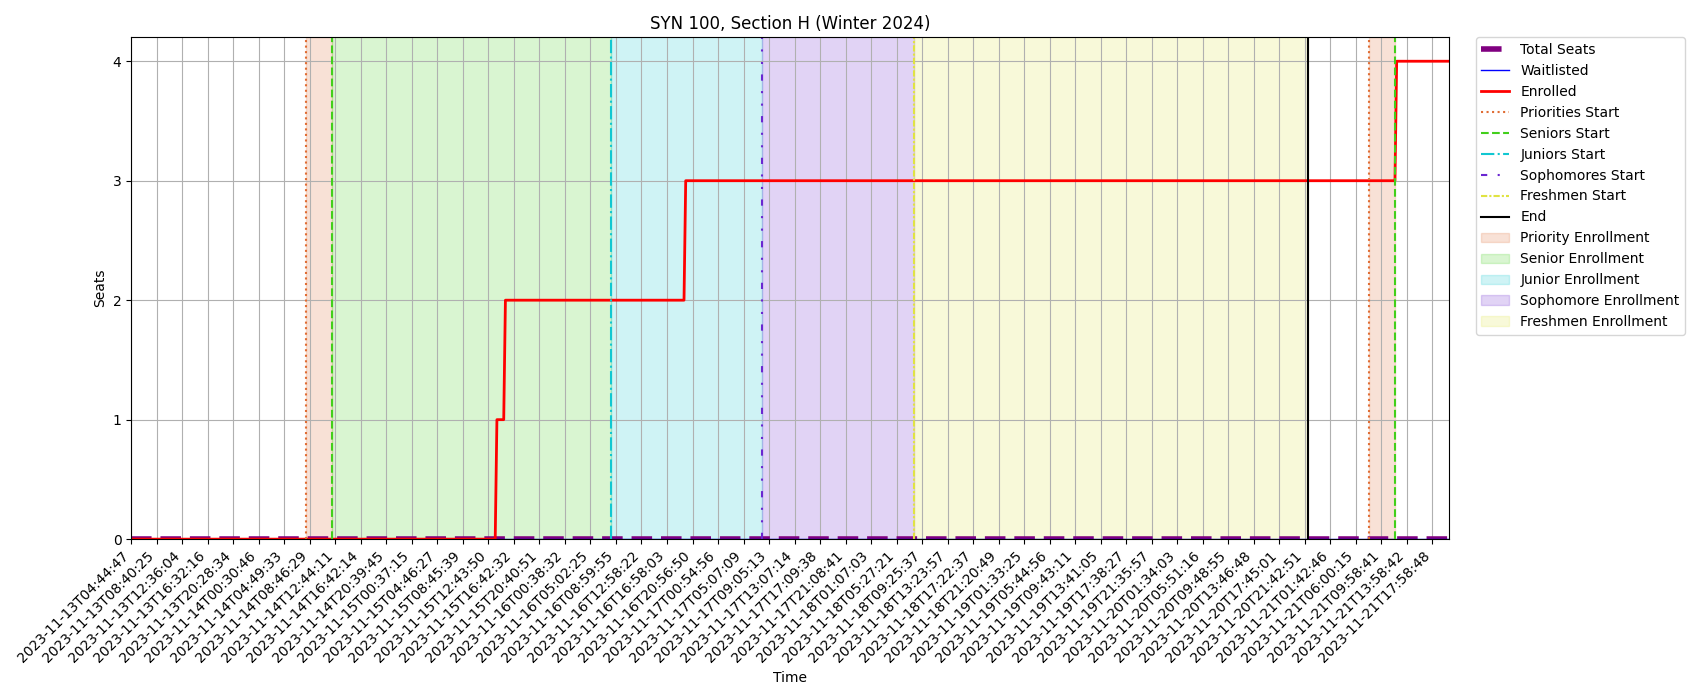 SYN 100, Section H (Winter 2024)
Seats
4
3
2
1
0
2023-11-13T04:44:47
2023-11-13T08:40:25
2023-11-13T12:36:04
2023-11-13T16:32:16
2023-11-13T20:28:34
2023-11-14T00:30:46
2023-11-14T04:49:33
2023-11-14T08:46:29
2023-11-14T12:44:11
2023-11-14T16:42:14
2023-11-14T20:39:45
2023-11-15T00:37:15
2023-11-15T04:46:27
2023-11-15T08:45:39
2023-11-15T12:43:50
2023-11-15T16:42:32
2023-11-15T20:40:51
2023-11-16T00:38:32
2023-11-16T05:02:25
2023-11-16T08:59:55
2023-11-16T12:58:22
2023-11-16T16:58:03
2023-11-16T20:56:50
2023-11-17T00:54:56
2023-11-17T05:07:09
2023-11-17T09:05:13
2023-11-17T13:07:14
2023-11-17T17:09:38
2023-11-17T21:08:41
2023-11-18T01:07:03
2023-11-18T05:27:21
2023-11-18T09:25:37
2023-11-18T13:23:57
2023-11-18T17:22:37
2023-11-18T21:20:49
2023-11-19T01:33:25
2023-11-19T05:44:56
2023-11-19T09:43:11
2023-11-19T13:41:05
2023-11-19T17:38:27
2023-11-19T21:35:57
2023-11-20T01:34:03
2023-11-20T05:51:16
2023-11-20T09:48:55
2023-11-20T13:46:48
2023-11-20T17:45:01
2023-11-20T21:42:51
2023-11-21T01:42:46
2023-11-21T06:00:15
2023-11-21T09:58:41
2023-11-21T13:58:42
2023-11-21T17:58:48
Time
Total Seats
Waitlisted
Enrolled
Priorities Start
Seniors Start
Juniors Start
Sophomores Start
Freshmen Start
End
Priority Enrollment
Senior Enrollment
Junior Enrollment
Sophomore Enrollment
Freshmen Enrollment